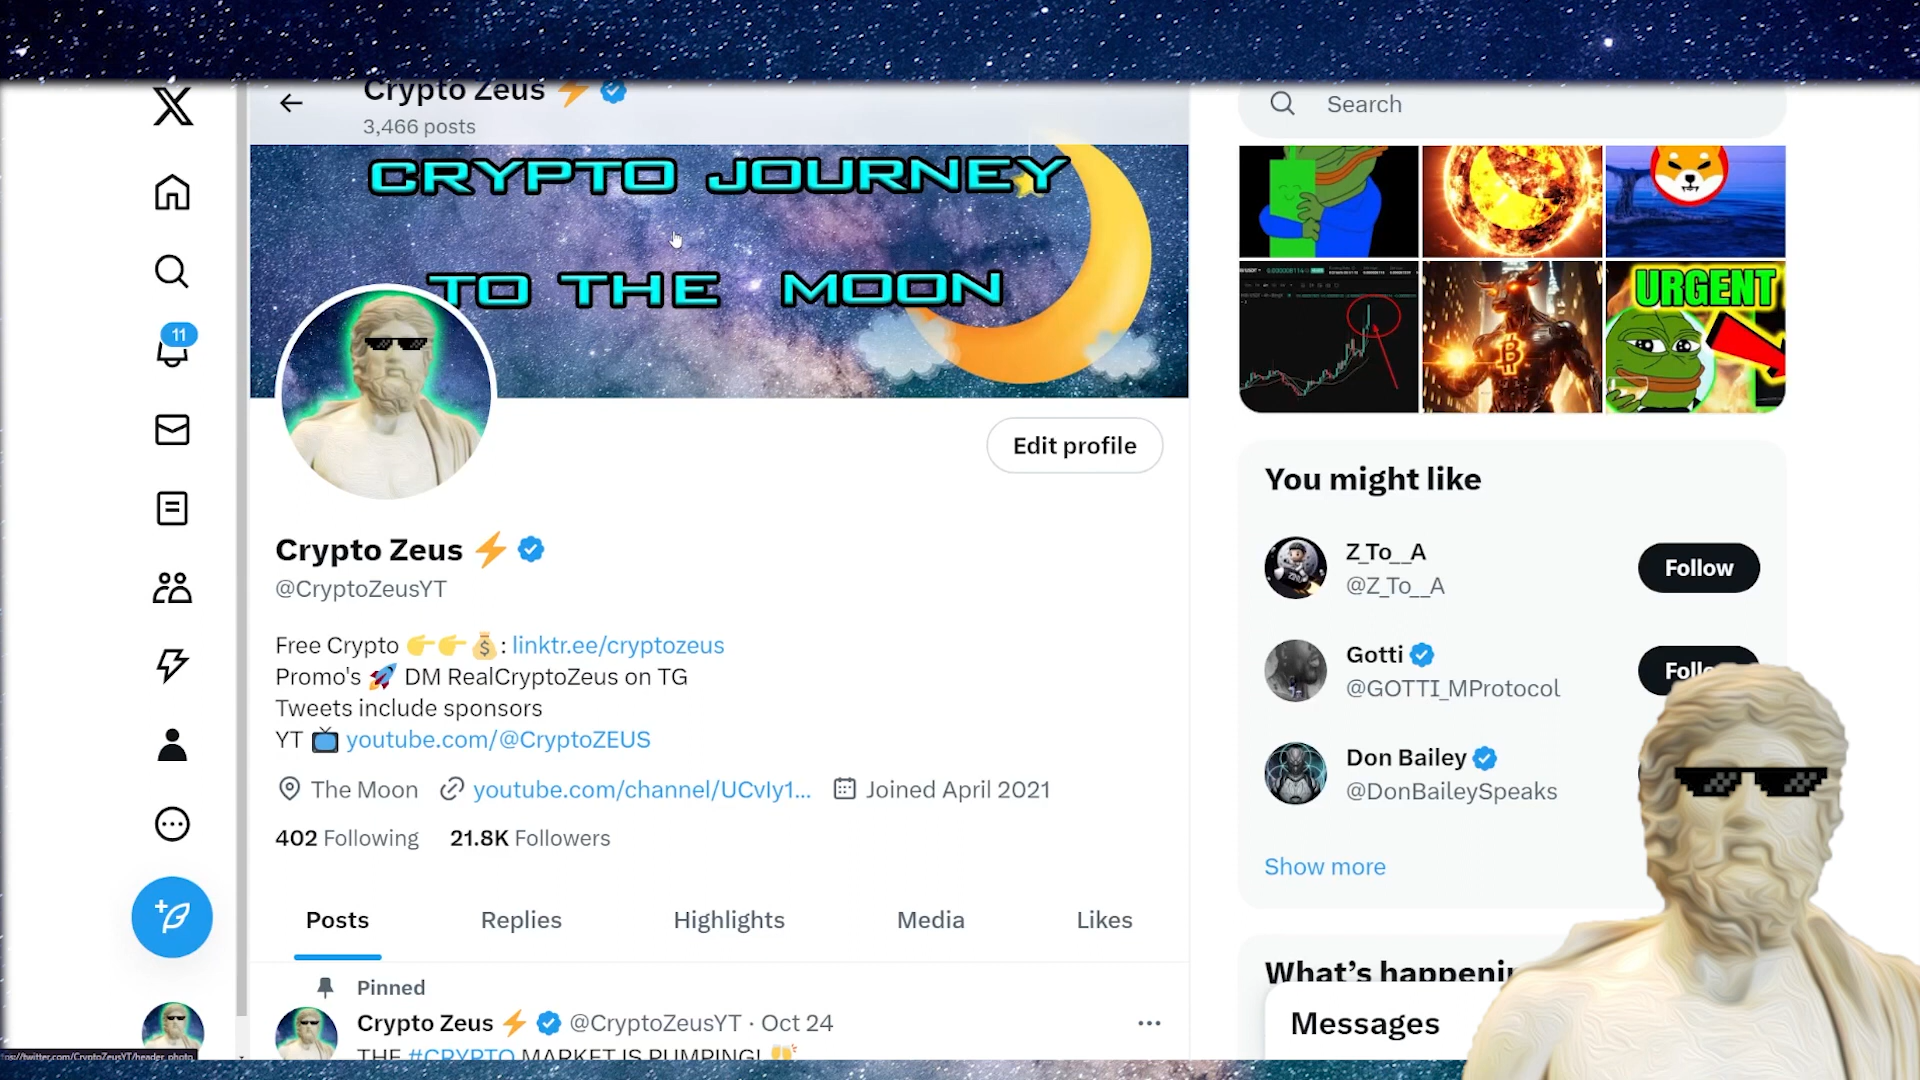 Crypto Zeus
3,466 posts
CRYPTO JOURNEY
TO THE MOON
Edit profile
Crypto Zeus
@CryptoZeusYT
Free Crypto 👉👉💰: linktr.ee/cryptozeus
Promo's 🚀 DM RealCryptoZeus on TG
Tweets include sponsors
YT 📺 youtube.com/@CryptoZEUS
The Moon youtube.com/channel/UCvIy1... Joined April 2021
402 Following 21.8K Followers
Posts Replies Highlights Media Likes
Pinned
Crypto Zeus ⚡ @CryptoZeusYT · Oct 24
THE #CRYPTO MARKET IS PUMPING!
11
Search
URGENT
You might like
Z_To__A
@Z_To__A
Follow
Gotti
@GOTTI_MProtocol
Follo
Don Bailey
@DonBaileySpeaks
Show more
What's happenin
Messages
twitter.com/CryptoZeusYT/header_photo